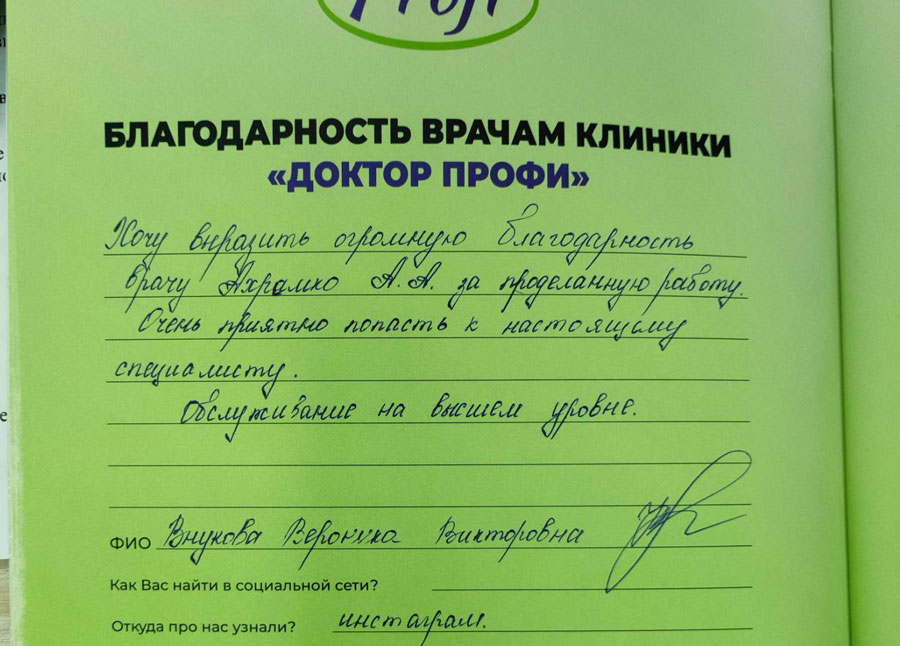 Profi
БЛАГОДАРНОСТЬ ВРАЧАМ КЛИНИКИ
«ДОКТОР ПРОФИ»
Хочу выразить огромную благодарность
врачу Ахрамко А.А. за проделанную работу.
Очень приятно попасть к настоящему
специалисту.
Обслуживание на высшем уровне.
ФИО Внукова Вероника Викторовна
Как Вас найти в социальной сети?
Откуда про нас узнали? инстаграм.